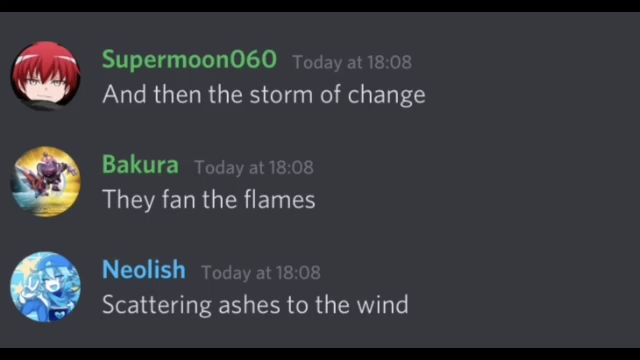 Supermoon060 Today at 18:08
And then the storm of change
Bakura Today at 18:08
They fan the flames
Neolish Today at 18:08
Scattering ashes to the wind